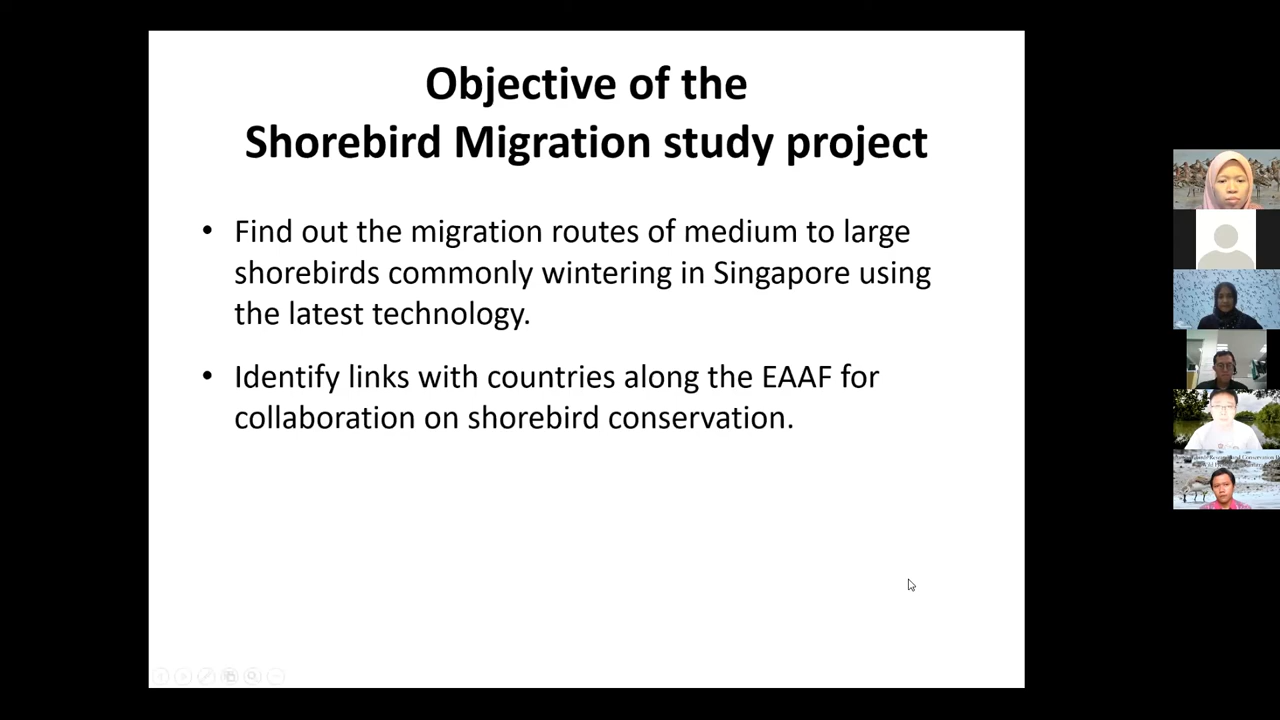 Objective of the
Shorebird Migration study project
• Find out the migration routes of medium to large
shorebirds commonly wintering in Singapore using
the latest technology.
• Identify links with countries along the EAAF for
collaboration on shorebird conservation.